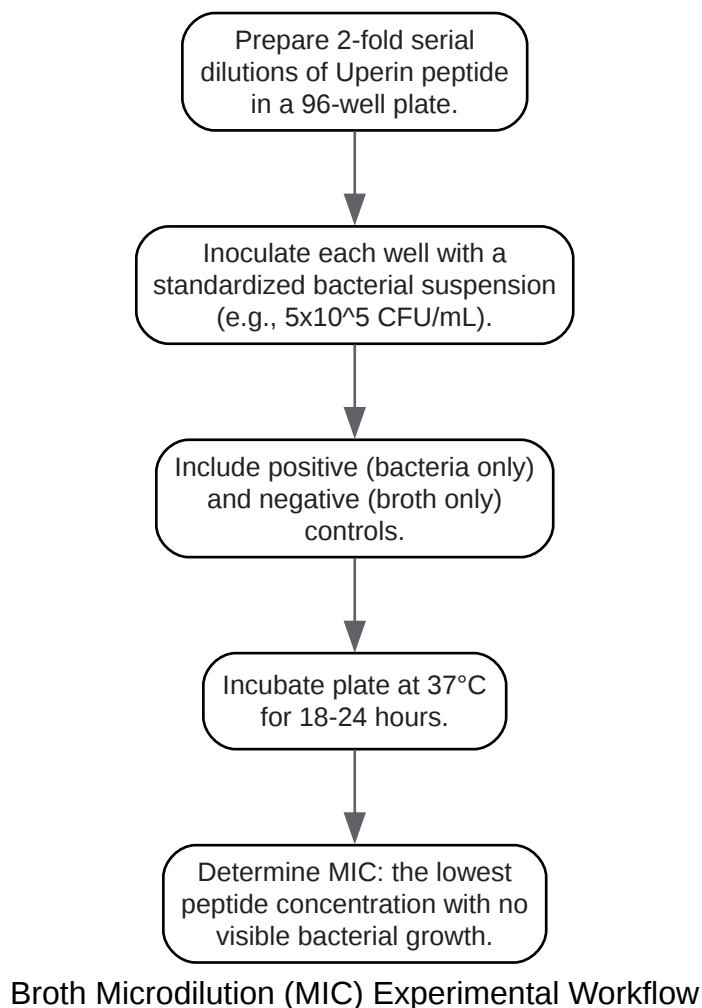 Prepare 2-fold serial
dilutions of Uperin peptide
in a 96-well plate.
Inoculate each well with a
standardized bacterial suspension
(e.g., 5x10^5 CFU/mL).
Include positive (bacteria only)
and negative (broth only)
controls.
Incubate plate at 37°C
for 18-24 hours.
Determine MIC: the lowest
peptide concentration with no
visible bacterial growth.
Broth Microdilution (MIC) Experimental Workflow